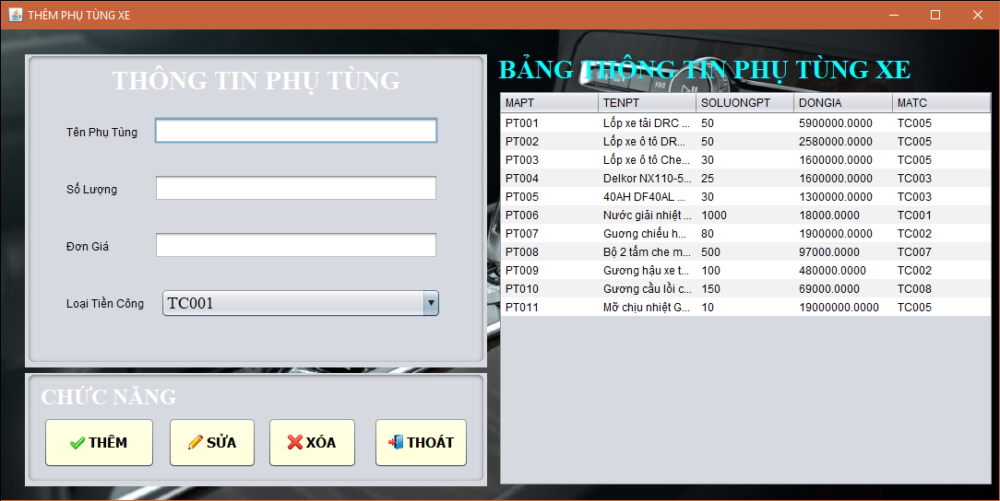 THÊM PHỤ TÙNG XE
THÔNG TIN PHỤ TÙNG
Tên Phụ Tùng
Số Lượng
Đơn Giá
Loại Tiền Công TC001
CHỨC NĂNG
THÊM SỬA XÓA THOÁT
BẢNG THÔNG TIN PHỤ TÙNG XE
MAPT TENPT SOLUONGPT DONGIA MATC
PT001 Lốp xe tải DRC ... 50 5900000.0000 TC005
PT002 Lốp xe ô tô DR... 50 2580000.0000 TC005
PT003 Lốp xe ô tô Che... 30 1600000.0000 TC005
PT004 Delkor NX110-5... 25 1600000.0000 TC003
PT005 40AH DF40AL ... 30 1300000.0000 TC003
PT006 Nước giải nhiệt ... 1000 18000.0000 TC001
PT007 Guơng chiếu h... 80 1900000.0000 TC002
PT008 Bộ 2 tấm che m... 500 97000.0000 TC007
PT009 Gương hậu xe t... 100 480000.0000 TC002
PT010 Gương cầu lồi c... 150 69000.0000 TC008
PT011 Mỡ chịu nhiệt G... 10 19000000.0000 TC005